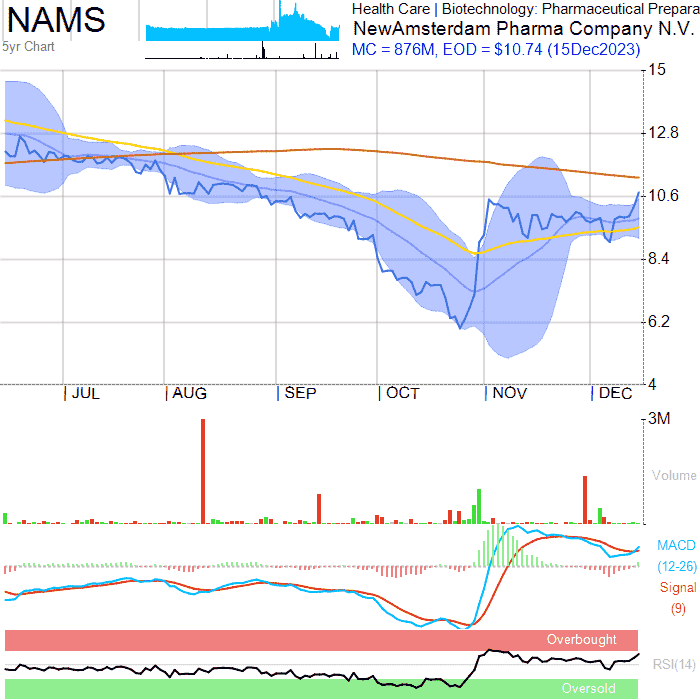 NAMS
5yr Chart
Health Care | Biotechnology: Pharmaceutical Prepara
NewAmsterdam Pharma Company N.V.
MC = 876M, EOD = $10.74 (15Dec2023)
15
12.8
10.6
8.4
6.2
4
JUL AUG SEP OCT NOV DEC
3M
Volume
MACD
(12-26)
Signal
(9)
Overbought
RSI(14)
Oversold